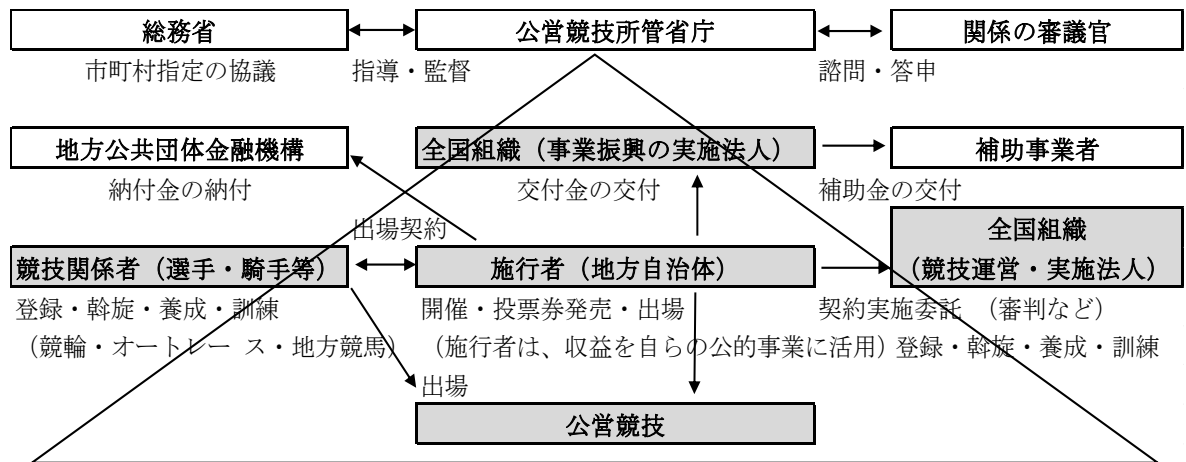 総務省 公営競技所管省庁 関係の審議官
市町村指定の協議 指導・監督 諮問・答申
地方公共団体金融機構 全国組織（事業振興の実施法人） 補助事業者
納付金の納付 交付金の交付 補助金の交付
出場契約 全国組織
競技関係者（選手・騎手等） 施行者（地方自治体） （競技運営・実施法人）
登録・斡旋・養成・訓練 開催・投票券発売・出場 契約実施委託 （審判など）
（競輪・オートレー ス・地方競馬） （施行者は、収益を自らの公的事業に活用） 登録・斡旋・養成・訓練
出場
公営競技